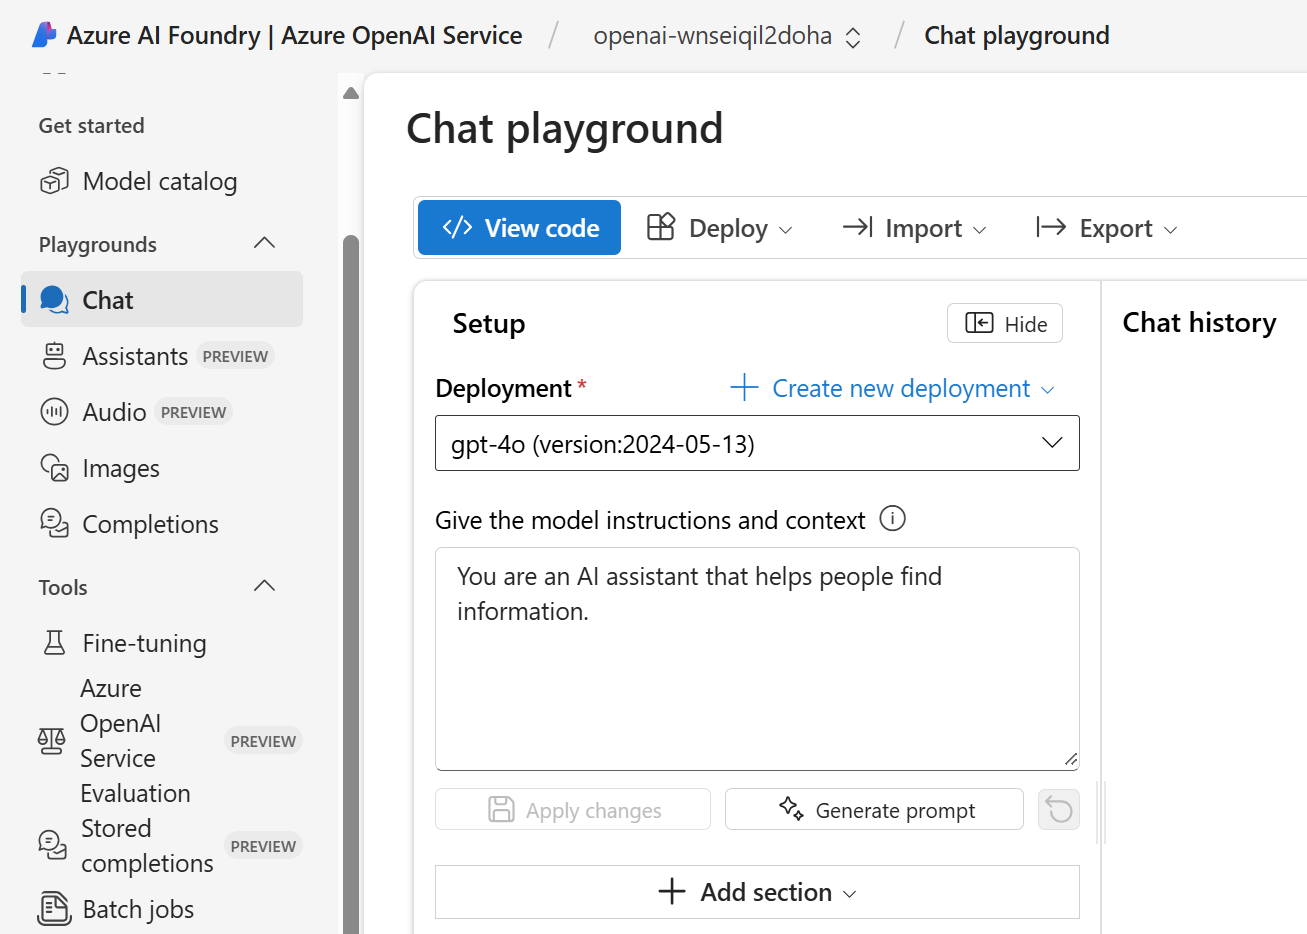 Azure AI Foundry | Azure OpenAI Service / openai-wnseiqil2doha / Chat playground
Get started
Model catalog
Playgrounds
Chat
Assistants PREVIEW
Audio PREVIEW
Images
Completions
Tools
Fine-tuning
Azure
OpenAI
Service
Evaluation
PREVIEW
Stored
completions
PREVIEW
Batch jobs
Chat playground
View code
Deploy
Import
Export
Setup
Hide
Deployment *
Create new deployment
gpt-4o (version:2024-05-13)
Give the model instructions and context
You are an AI assistant that helps people find
information.
Apply changes
Generate prompt
Add section
Chat history